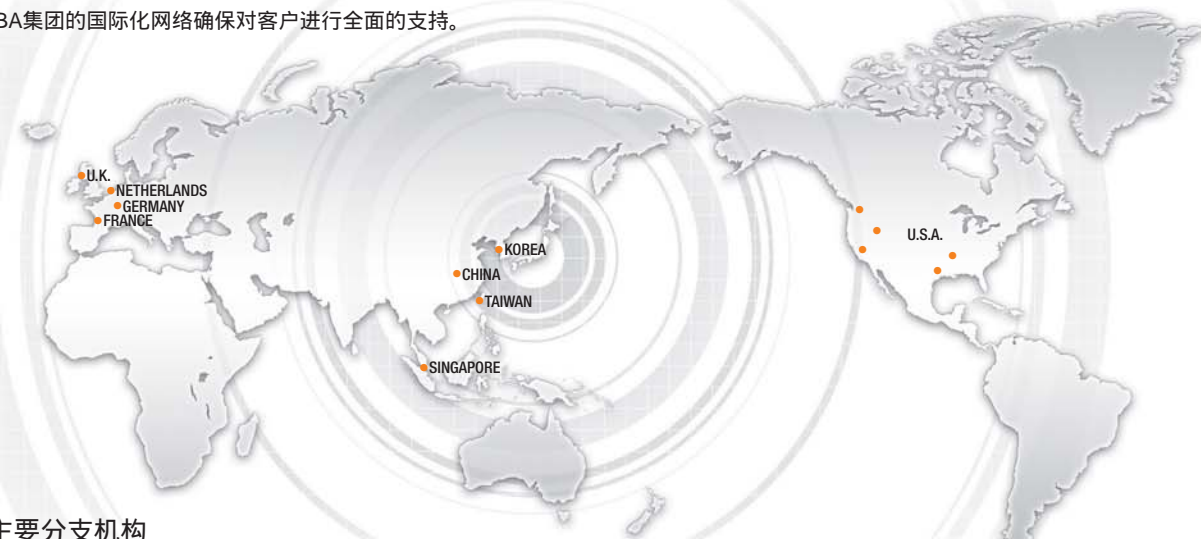 BA集团的国际化网络确保对客户进行全面的支持。
U.K.
NETHERLANDS
GERMANY
FRANCE
KOREA
U.S.A.
CHINA
TAIWAN
SINGAPORE
主要分支机构